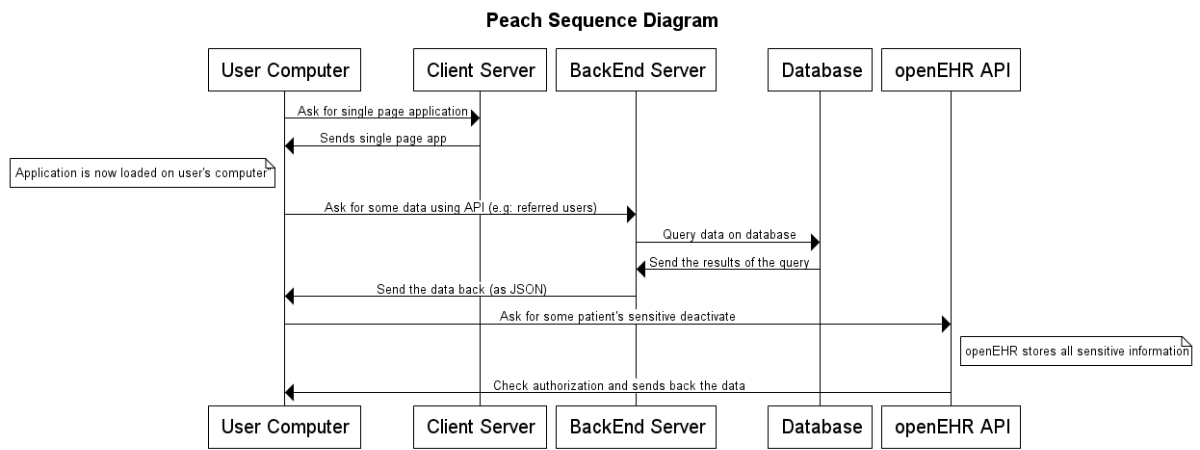 Peach Sequence Diagram
User Computer
Client Server
BackEnd Server
Database
openEHR API
Ask for single page application
Sends single page app
Application is now loaded on user's computer"
Ask for some data using API (e.g: referred users)
Query data on database
Send the results of the query
Send the data back (as JSON)
Ask for some patient's sensitive deactivate
openEHR stores all sensitive information
Check authorization and sends back the data
User Computer
Client Server
BackEnd Server
Database
openEHR API